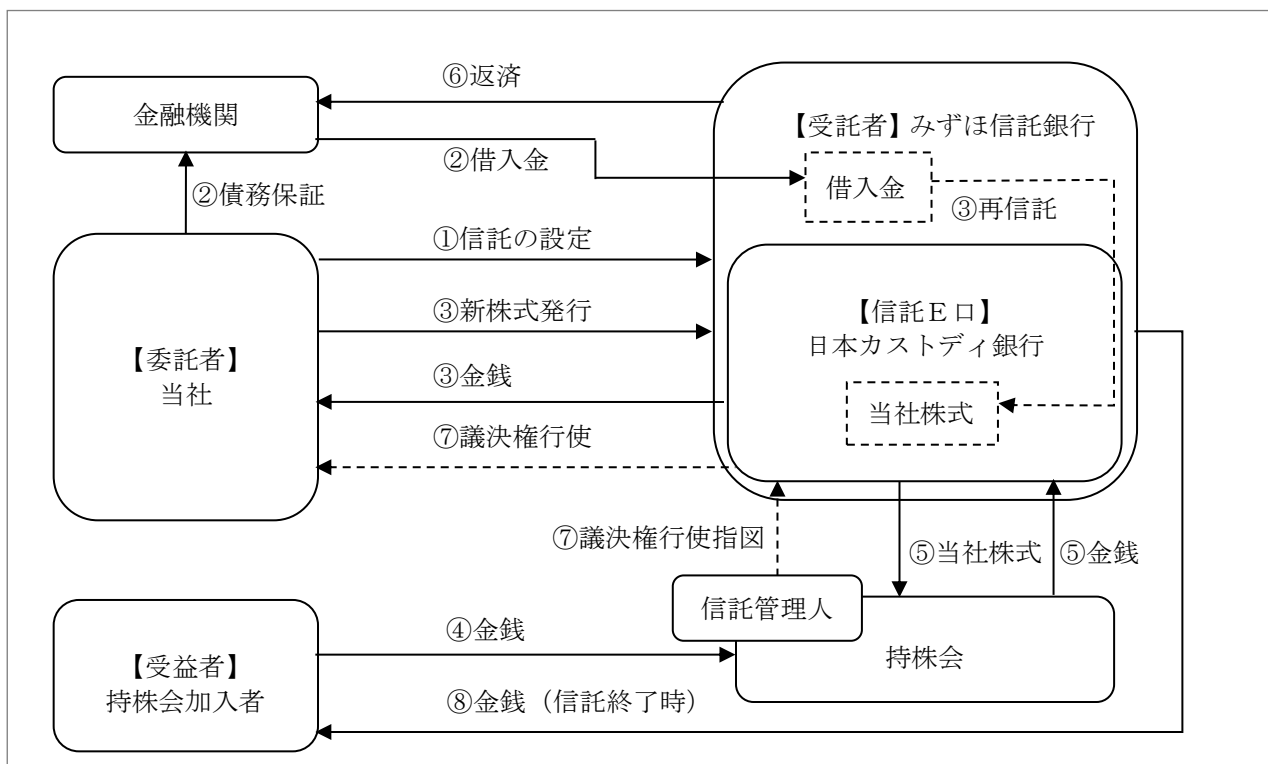 ⑥返済
金融機関
【受託者】みずほ信託銀行
②借入金
借入金
②債務保証
③再信託
①信託の設定
③新株式発行
【信託Ｅ口】
日本カストディ銀行
【委託者】
当社
③金銭
当社株式
⑦議決権行使
⑦議決権行使指図
⑤当社株式
⑤金銭
信託管理人
④金銭
持株会
【受益者】
持株会加入者
⑧金銭（信託終了時）